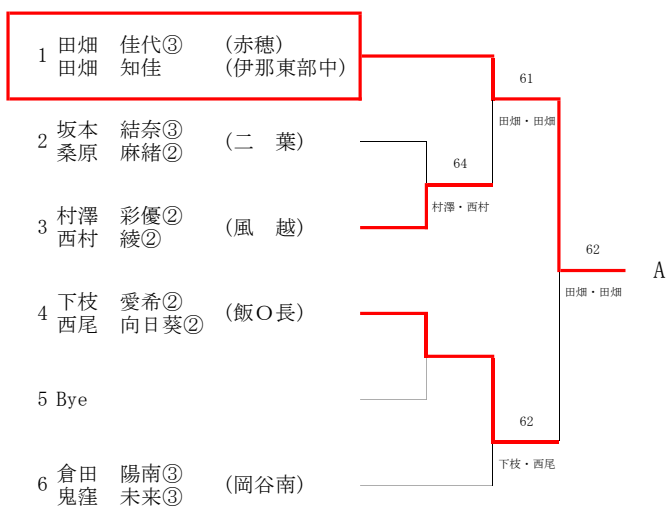 1 田畑 佳代③ (赤穂)
田畑 知佳 (伊那東部中)
61
田畑・田畑
2 坂本 結奈③ (二 葉)
桑原 麻緒②
64
村澤・西村
3 村澤 彩優② (風 越)
西村 綾②
62
A
田畑・田畑
4 下枝 愛希② (飯O長)
西尾 向日葵②
5 Bye
62
下枝・西尾
6 倉田 陽南③ (岡谷南)
鬼窪 未来③